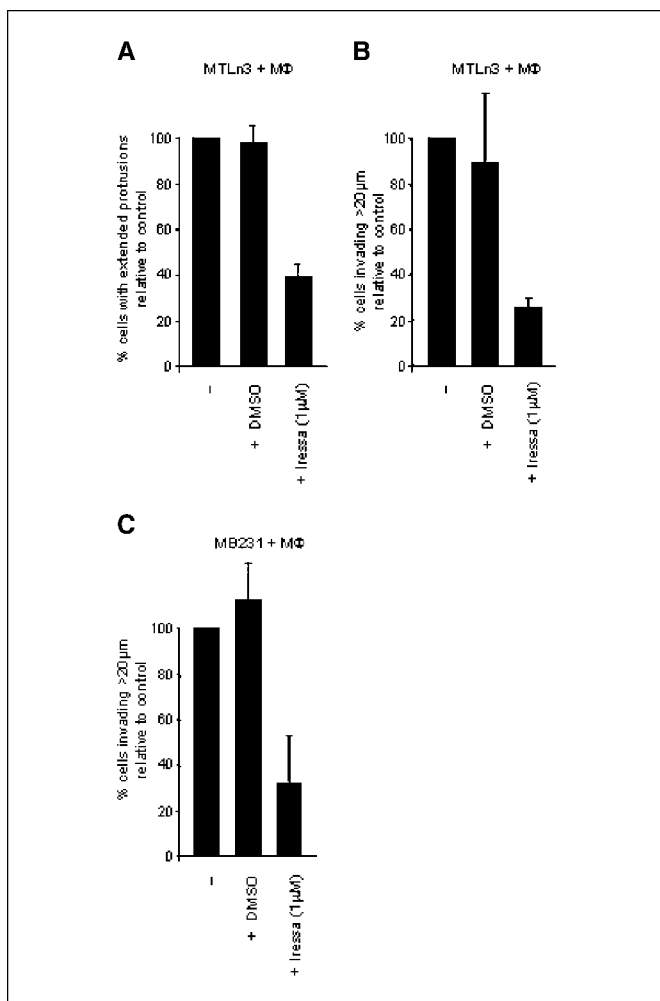 A
MTLn3 + MΦ
% cells with extended protrusions
relative to control
100
80
60
40
20
0
–
+ DMSO
+ Iressa (1µM)
B
MTLn3 + MΦ
% cells invading >20µm
relative to control
100
80
60
40
20
0
–
+ DMSO
+ Iressa (1µM)
C
MB231 + MΦ
% cells invading >20µm
relative to control
100
80
60
40
20
0
–
+ DMSO
+ Iressa (1µM)